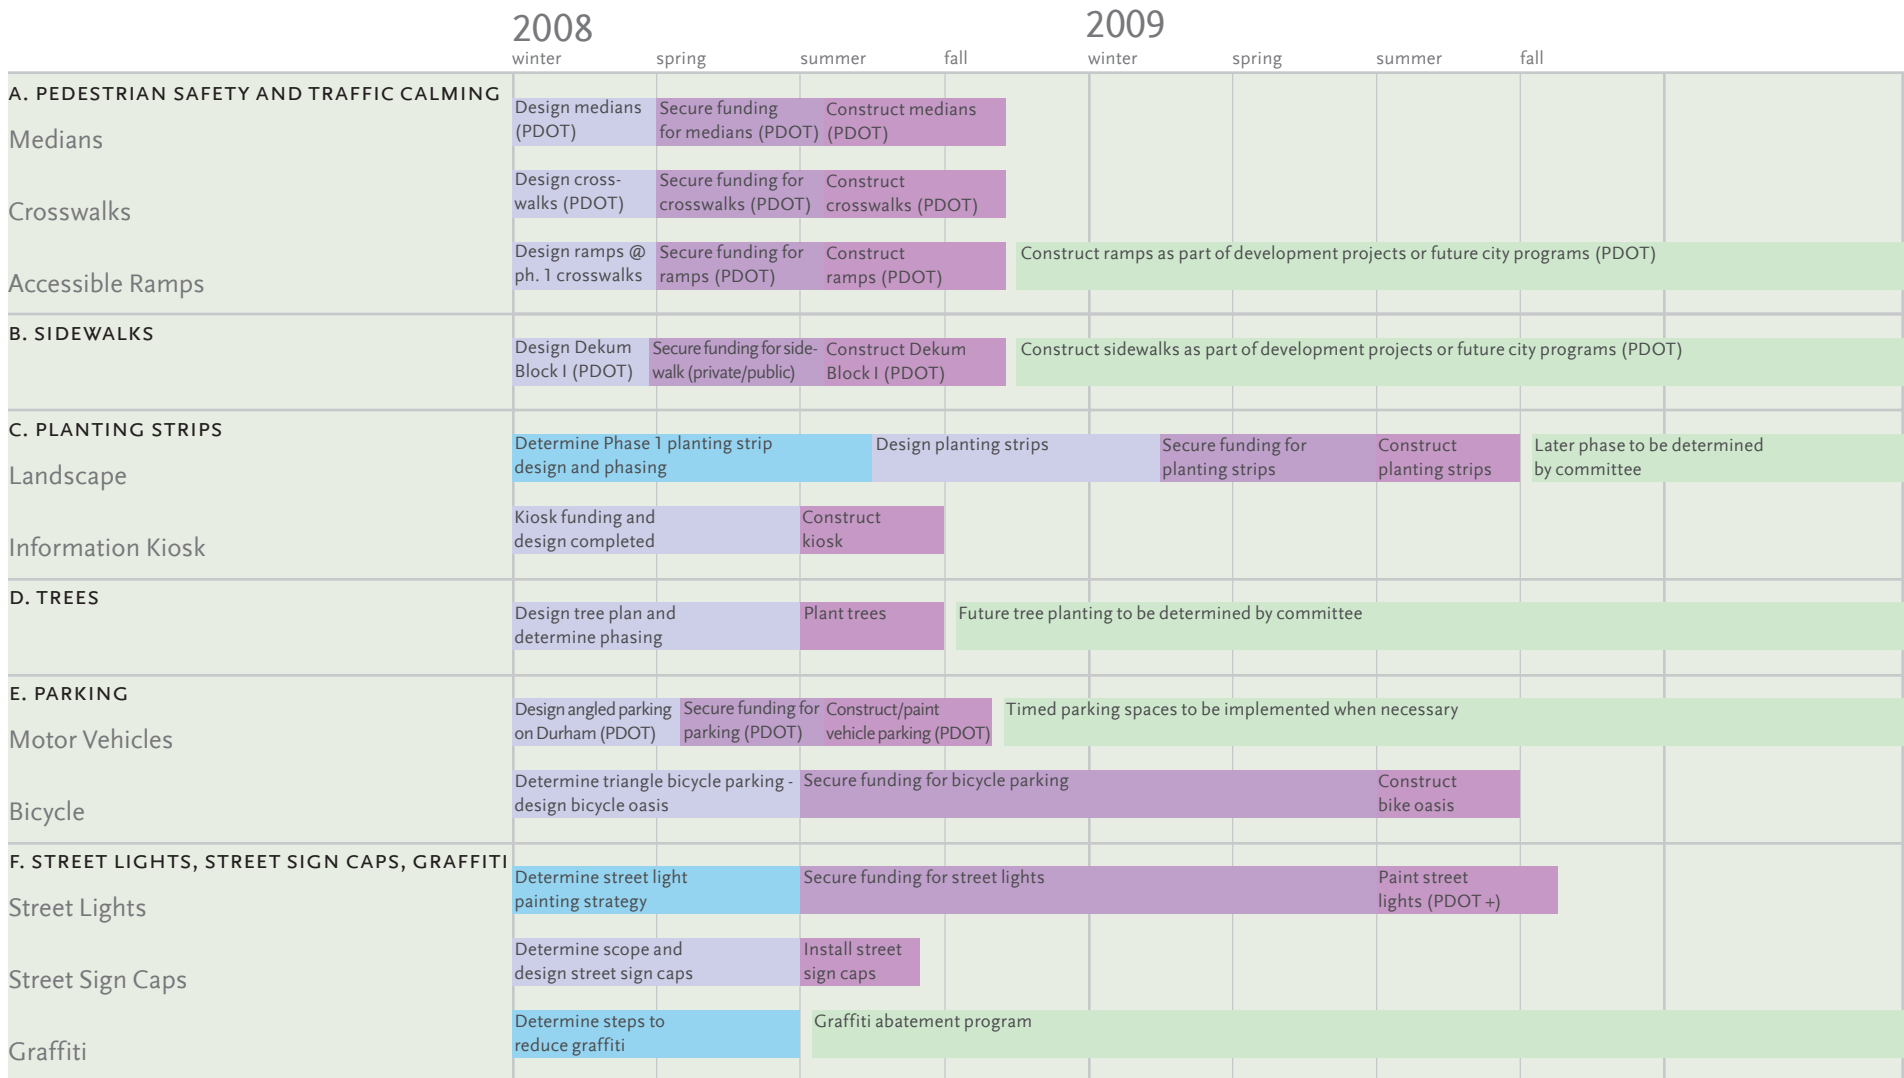 2008
2009
winter spring summer fall winter spring summer fall
A. PEDESTRIAN SAFETY AND TRAFFIC CALMING
Medians
Design medians
(PDOT)
Secure funding
for medians (PDOT)
Construct medians
(PDOT)
Crosswalks
Design cross-
walks (PDOT)
Secure funding for
crosswalks (PDOT)
Construct
crosswalks (PDOT)
Accessible Ramps
Design ramps @
ph. 1 crosswalks
Secure funding for
ramps (PDOT)
Construct
ramps (PDOT)
Construct ramps as part of development projects or future city programs (PDOT)
B. SIDEWALKS
Design Dekum
Block I (PDOT)
Secure funding for side-
walk (private/public)
Construct Dekum
Block I (PDOT)
Construct sidewalks as part of development projects or future city programs (PDOT)
C. PLANTING STRIPS
Landscape
Determine Phase 1 planting strip
design and phasing
Design planting strips
Secure funding for
planting strips
Construct
planting strips
Later phase to be determined
by committee
Information Kiosk
Kiosk funding and
design completed
Construct
kiosk
D. TREES
Design tree plan and
determine phasing
Plant trees
Future tree planting to be determined by committee
E. PARKING
Motor Vehicles
Design angled parking
on Durham (PDOT)
Secure funding for
parking (PDOT)
Construct/paint
vehicle parking (PDOT)
Timed parking spaces to be implemented when necessary
Bicycle
Determine triangle bicycle parking -
design bicycle oasis
Secure funding for bicycle parking
Construct
bike oasis
F. STREET LIGHTS, STREET SIGN CAPS, GRAFFITI
Street Lights
Determine street light
painting strategy
Secure funding for street lights
Paint street
lights (PDOT +)
Street Sign Caps
Determine scope and
design street sign caps
Install street
sign caps
Graffiti
Determine steps to
reduce graffiti
Graffiti abatement program